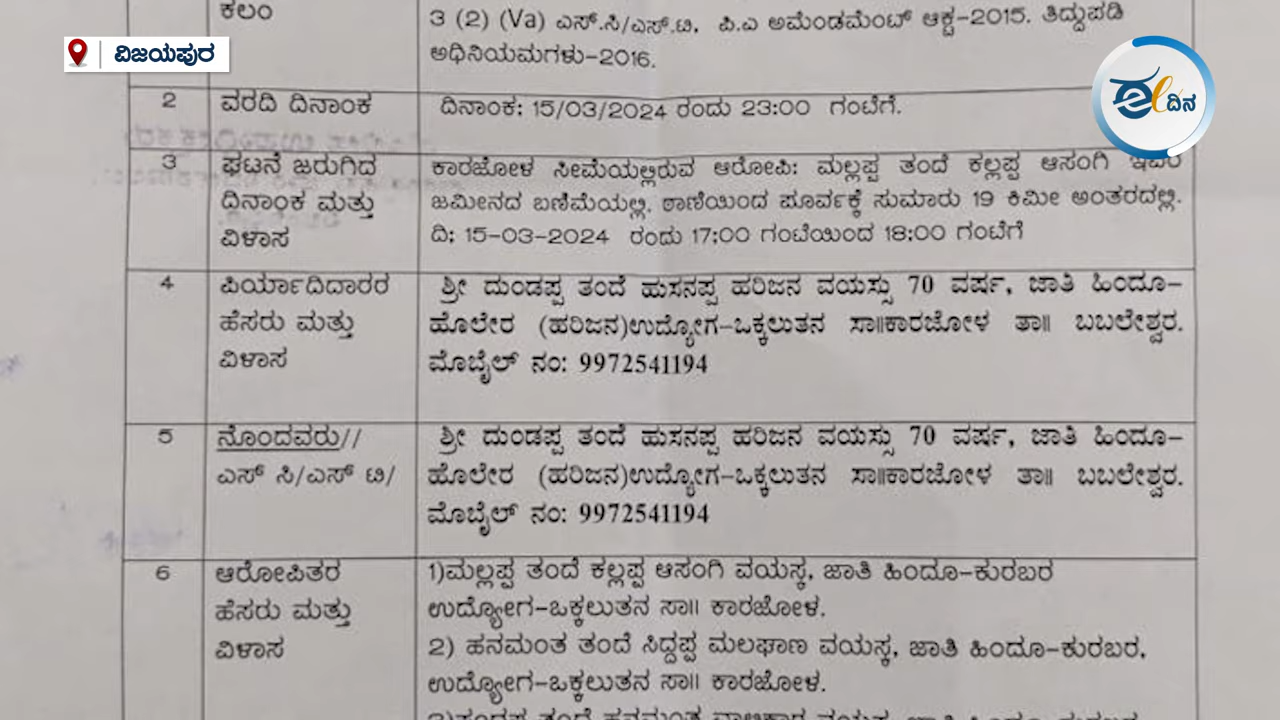 ವಿಜಯಪುರ
ಈ ದಿನ
ಕಲಂ
3 (2) (Va) ಎಸ್.ಸಿ/ಎಸ್.ಟಿ. ಪಿ.ಎ ಅಮೆಂಡಮೆಂಟ್ ಆಕ್ಟ-2015. ತಿದ್ದುಪಡಿ
ಅಧಿನಿಯಮಗಳು-2016.
2 ವರದಿ ದಿನಾಂಕ ದಿನಾಂಕ: 15/03/2024 ರಂದು 23:00 ಗಂಟೆಗೆ.
3 ಘಟನೆ ಜರುಗಿದ ದಿನಾಂಕ ಮತ್ತು ವಿಳಾಸ
ಕಾರಜೋಳ ಸೀಮೆಯಲ್ಲಿರುವ ಆರೋಪಿ: ಮಲ್ಲಪ್ಪ ತಂದೆ ಕಲ್ಲಪ್ಪ ಆಸಂಗಿ ಇವರ
ಜಮೀನದ ಬಣಿಮೆಯಲ್ಲಿ. ಠಾಣೆಯಿಂದ ಪೂರ್ವಕ್ಕೆ ಸುಮಾರು 19 ಕಿಮೀ ಅಂತರದಲ್ಲಿ.
ದಿ: 15-03-2024 ರಂದು 17:00 ಗಂಟೆಯಿಂದ 18:00 ಗಂಟೆಗೆ
4 ಪಿರ್ಯಾದಿದಾರರ ಹೆಸರು ಮತ್ತು ವಿಳಾಸ
ಶ್ರೀ ದುಂಡಪ್ಪ ತಂದೆ ಹುಸನಪ್ಪ ಹರಿಜನ ವಯಸ್ಸು 70 ವರ್ಷ, ಜಾತಿ ಹಿಂದೂ-
ಹೊಲೇರ (ಹರಿಜನ)ಉದ್ಯೋಗ-ಒಕ್ಕಲುತನ ಸಾ॥ಕಾರಜೋಳ ತಾ॥ ಬಬಲೇಶ್ವರ.
ಮೊಬೈಲ್ ನಂ: 9972541194
5 ನೊಂದವರು//
ಎಸ್ ಸಿ/ಎಸ್ ಟಿ/
ಶ್ರೀ ದುಂಡಪ್ಪ ತಂದೆ ಹುಸನಪ್ಪ ಹರಿಜನ ವಯಸ್ಸು 70 ವರ್ಷ, ಜಾತಿ ಹಿಂದೂ-
ಹೊಲೇರ (ಹರಿಜನ)ಉದ್ಯೋಗ-ಒಕ್ಕಲುತನ ಸಾ॥ಕಾರಜೋಳ ತಾ॥ ಬಬಲೇಶ್ವರ.
ಮೊಬೈಲ್ ನಂ: 9972541194
6 ಆರೋಪಿತರ ಹೆಸರು ಮತ್ತು ವಿಳಾಸ
1)ಮಲ್ಲಪ್ಪ ತಂದೆ ಕಲ್ಲಪ್ಪ ಆಸಂಗಿ ವಯಸ್ಕ, ಜಾತಿ ಹಿಂದೂ-ಕುರಬರ
ಉದ್ಯೋಗ-ಒಕ್ಕಲುತನ ಸಾ॥ ಕಾರಜೋಳ.
2) ಹನಮಂತ ತಂದೆ ಸಿದ್ದಪ್ಪ ಮಲಘಾಣ ವಯಸ್ಕ, ಜಾತಿ ಹಿಂದೂ-ಕುರಬರ,
ಉದ್ಯೋಗ-ಒಕ್ಕಲುತನ ಸಾ॥ ಕಾರಜೋಳ.